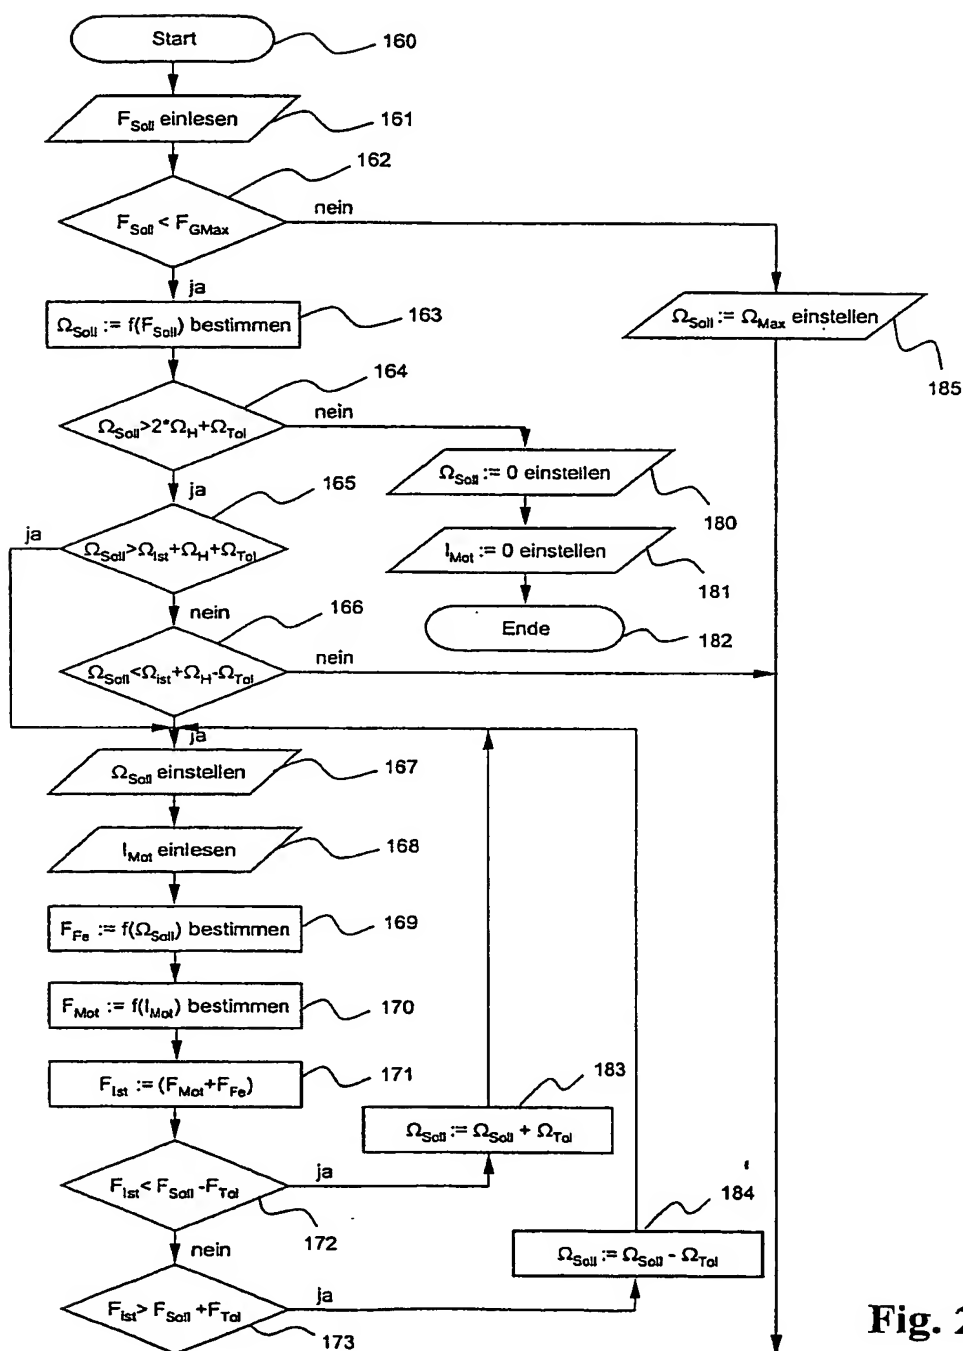 Start
160
F_Soll einlesen
161
162
F_Soll < F_GMax
nein
ja
Ω_Soll := f(F_Soll) bestimmen
163
Ω_Soll := Ω_Max einstellen
185
164
Ω_Soll>2*Ω_H+Ω_Tol
nein
ja
Ω_Soll := 0 einstellen
180
165
ja
Ω_Soll>Ω_Ist+Ω_H+Ω_Tol
I_Mot := 0 einstellen
181
nein
166
Ende
182
Ω_Soll<Ω_ist+Ω_H-Ω_Tol
nein
ja
Ω_Soll einstellen
167
I_Mot einlesen
168
F_Fe := f(Ω_Soll) bestimmen
169
F_Mot := f(I_Mot) bestimmen
170
F_Ist := (F_Mot+F_Fe)
171
183
Ω_Soll := Ω_Soll + Ω_Tol
F_Ist < F_Soll -F_Tol
ja
172
184
nein
Ω_Soll := Ω_Soll - Ω_Tol
F_Ist > F_Soll +F_Tol
ja
173
Fig. 2